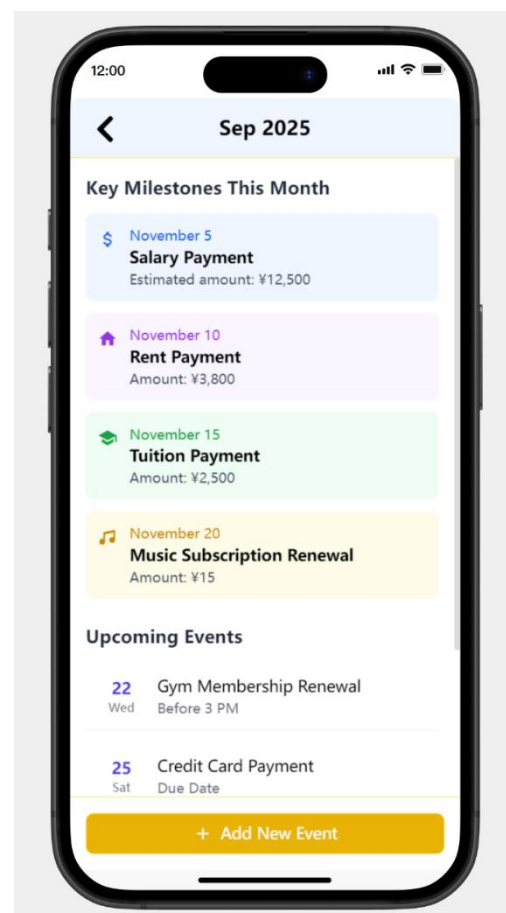 12:00
Sep 2025
Key Milestones This Month
November 5
Salary Payment
Estimated amount: ¥12,500
November 10
Rent Payment
Amount: ¥3,800
November 15
Tuition Payment
Amount: ¥2,500
November 20
Music Subscription Renewal
Amount: ¥15
Upcoming Events
22 Gym Membership Renewal
Wed Before 3 PM
25 Credit Card Payment
Sat Due Date
+ Add New Event